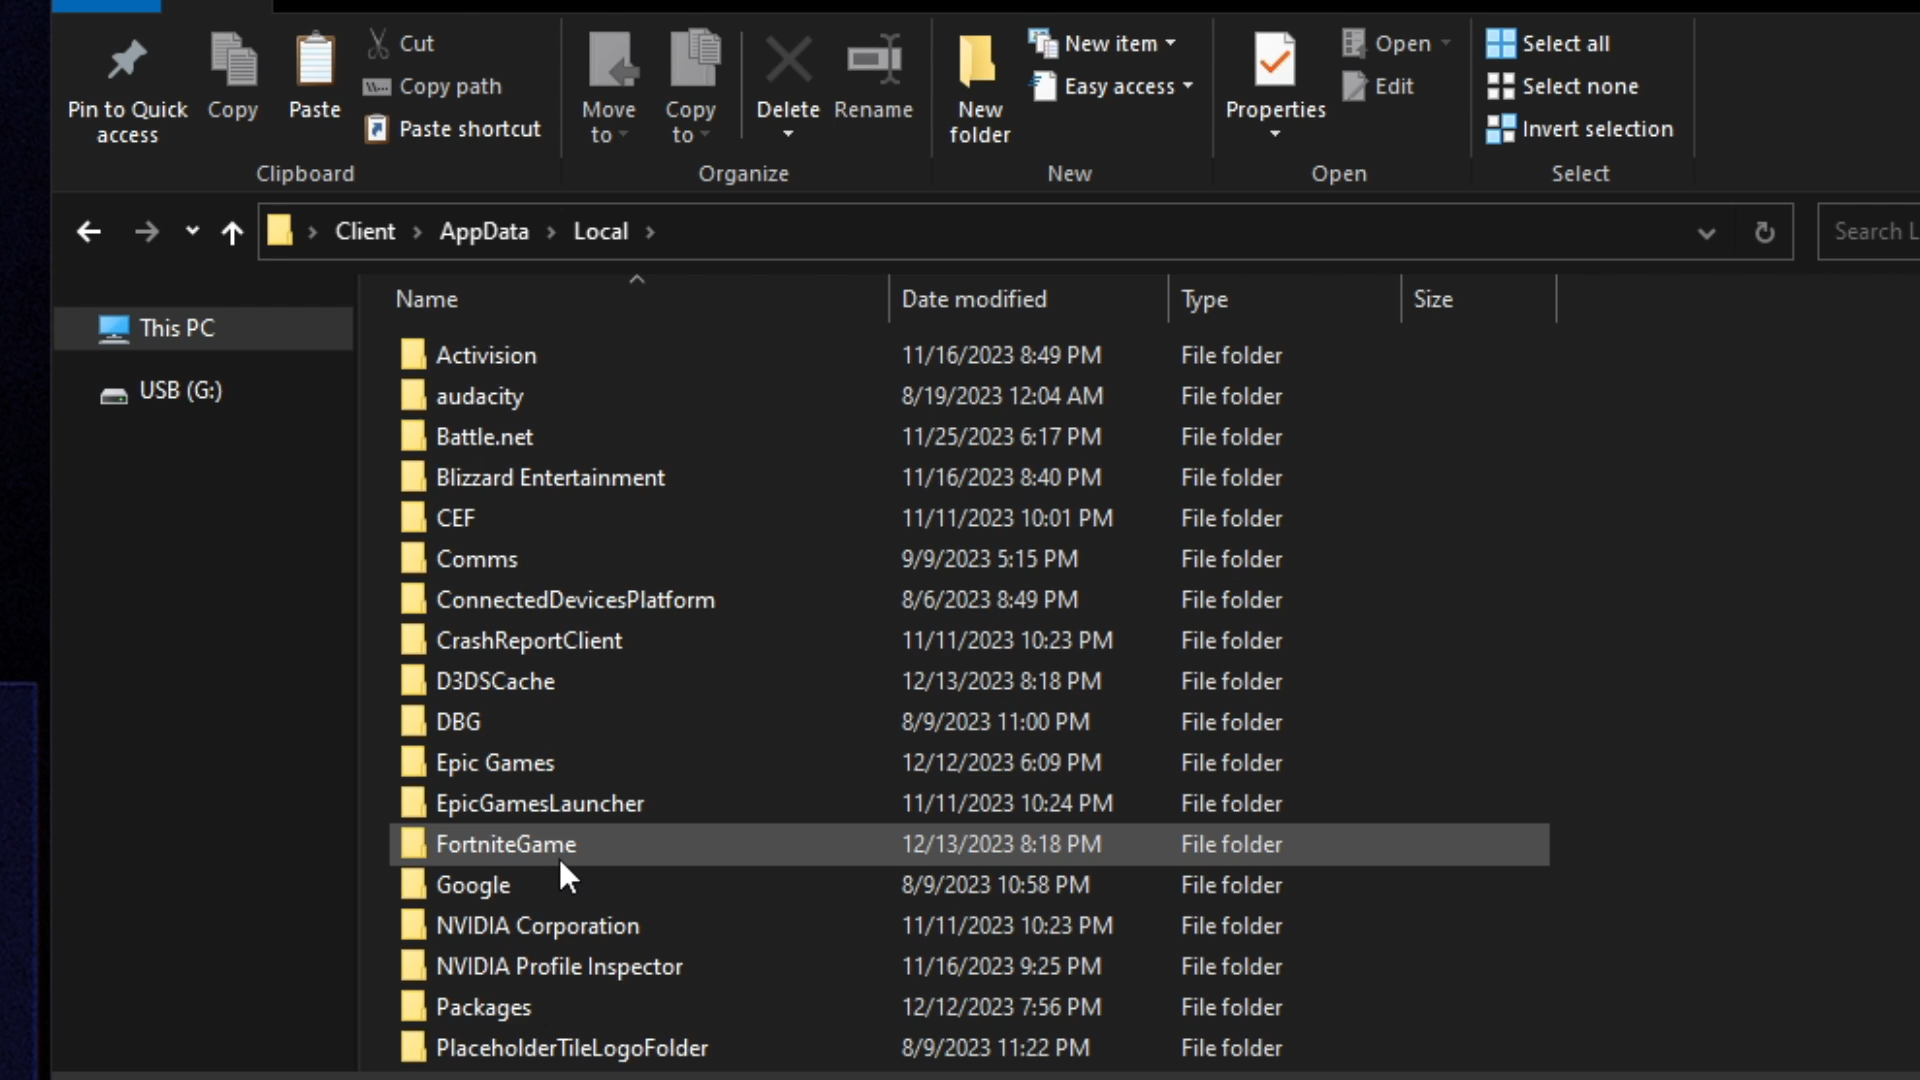 Pin to Quick access
Copy
Paste
Cut
Copy path
Paste shortcut
Clipboard
Move to
Copy to
Delete
Rename
Organize
New folder
New item
Easy access
New
Properties
Open
Edit
Open
Select all
Select none
Invert selection
Select
Client > AppData > Local >
Search L
This PC
USB (G:)
Name Date modified Type Size
Activision 11/16/2023 8:49 PM File folder
audacity 8/19/2023 12:04 AM File folder
Battle.net 11/25/2023 6:17 PM File folder
Blizzard Entertainment 11/16/2023 8:40 PM File folder
CEF 11/11/2023 10:01 PM File folder
Comms 9/9/2023 5:15 PM File folder
ConnectedDevicesPlatform 8/6/2023 8:49 PM File folder
CrashReportClient 11/11/2023 10:23 PM File folder
D3DSCache 12/13/2023 8:18 PM File folder
DBG 8/9/2023 11:00 PM File folder
Epic Games 12/12/2023 6:09 PM File folder
EpicGamesLauncher 11/11/2023 10:24 PM File folder
FortniteGame 12/13/2023 8:18 PM File folder
Google 8/9/2023 10:58 PM File folder
NVIDIA Corporation 11/11/2023 10:23 PM File folder
NVIDIA Profile Inspector 11/16/2023 9:25 PM File folder
Packages 12/12/2023 7:56 PM File folder
PlaceholderTileLogoFolder 8/9/2023 11:22 PM File folder